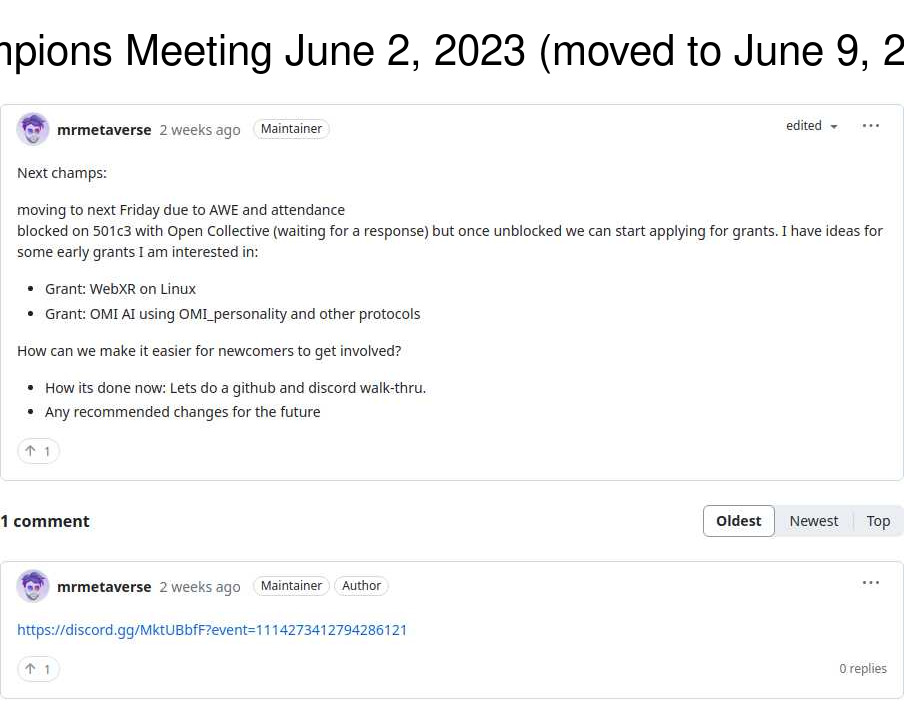 mpions Meeting June 2, 2023 (moved to June 9, 2
mrmetaverse 2 weeks ago Maintainer edited
Next champs:
moving to next Friday due to AWE and attendance
blocked on 501c3 with Open Collective (waiting for a response) but once unblocked we can start applying for grants. I have ideas for
some early grants I am interested in:
• Grant: WebXR on Linux
• Grant: OMI AI using OMI_personality and other protocols
How can we make it easier for newcomers to get involved?
• How its done now: Lets do a github and discord walk-thru.
• Any recommended changes for the future
↑ 1
1 comment Oldest Newest Top
mrmetaverse 2 weeks ago Maintainer Author
https://discord.gg/MktUBbfF?event=1114273412794286121
↑ 1 0 replies